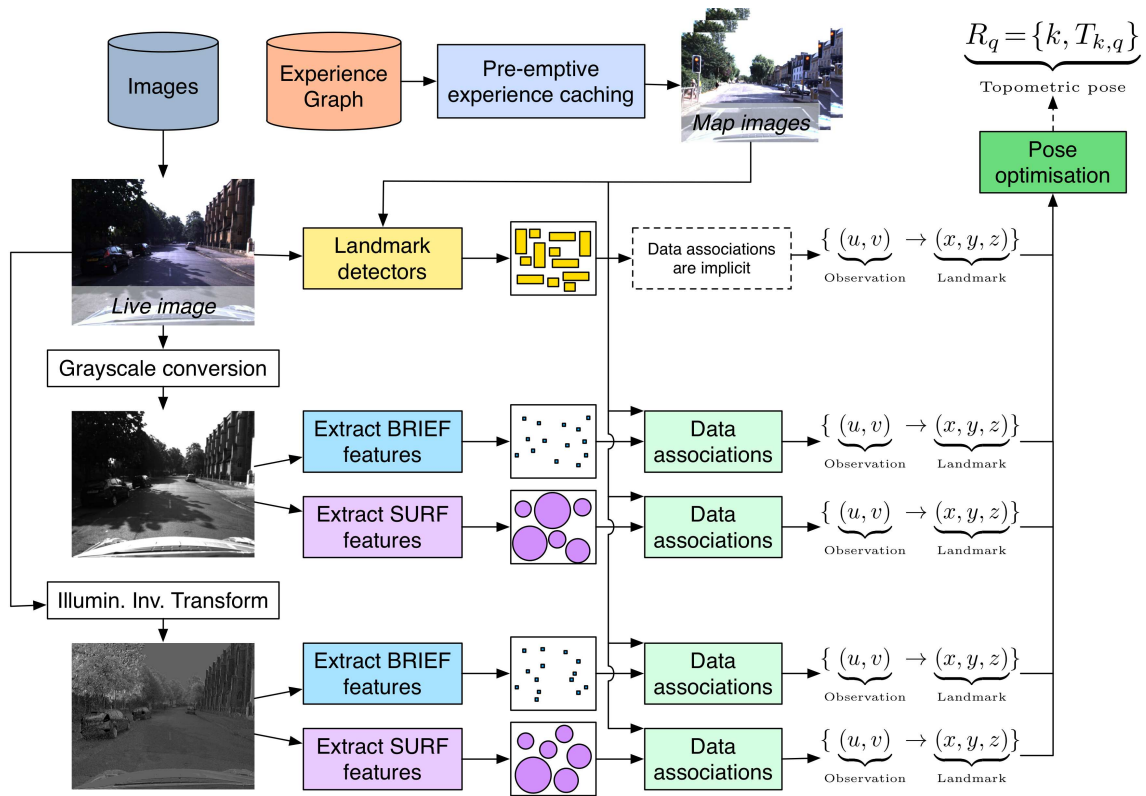 Images
Experience
Graph
Pre-emptive
experience caching
Map images
R_q = {k, T_{k,q}}
Topometric pose
Pose
optimisation
Live image
Landmark
detectors
Data associations
are implicit
{ (u, v) → (x, y, z)}
Observation Landmark
Grayscale conversion
Extract BRIEF
features
Data
associations
{ (u, v) → (x, y, z)}
Observation Landmark
Extract SURF
features
Data
associations
{ (u, v) → (x, y, z)}
Observation Landmark
Illumin. Inv. Transform
Extract BRIEF
features
Data
associations
{ (u, v) → (x, y, z)}
Observation Landmark
Extract SURF
features
Data
associations
{ (u, v) → (x, y, z)}
Observation Landmark